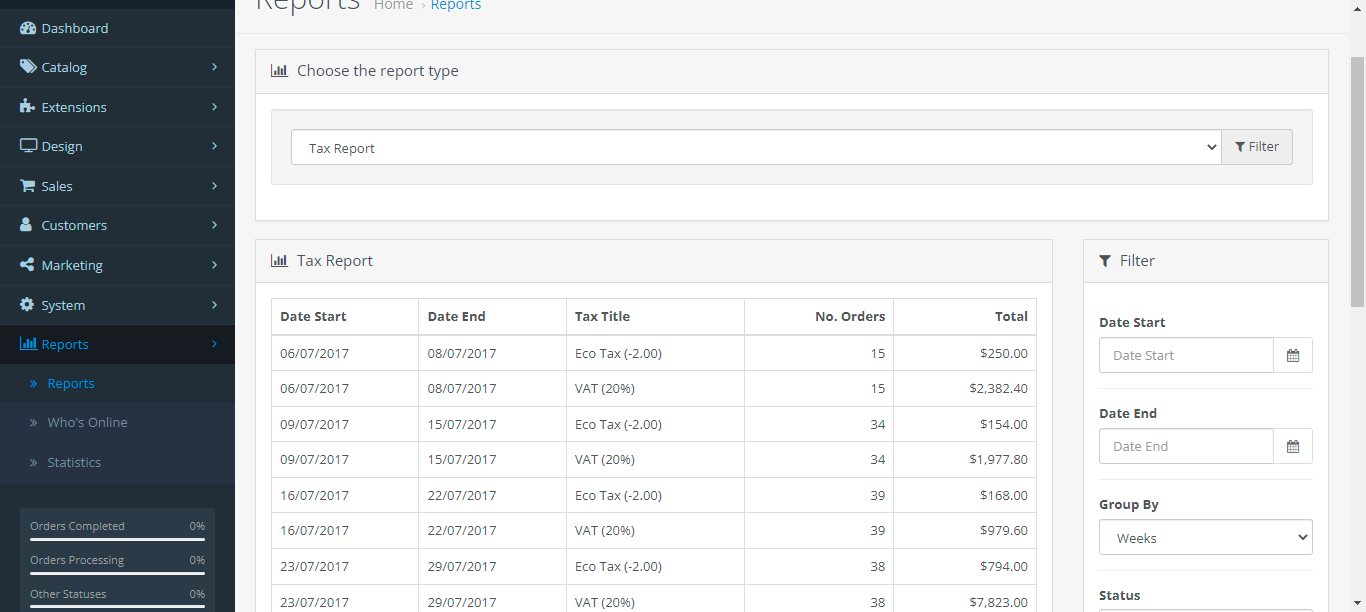 Reports Home › Reports
Dashboard
Catalog
Extensions
Design
Sales
Customers
Marketing
System
Reports
» Reports
» Who's Online
» Statistics
Orders Completed 0%
Orders Processing 0%
Other Statuses 0%
Choose the report type
Tax Report Filter
Tax Report
Date Start Date End Tax Title No. Orders Total
06/07/2017 08/07/2017 Eco Tax (-2.00) 15 $250.00
06/07/2017 08/07/2017 VAT (20%) 15 $2,382.40
09/07/2017 15/07/2017 Eco Tax (-2.00) 34 $154.00
09/07/2017 15/07/2017 VAT (20%) 34 $1,977.80
16/07/2017 22/07/2017 Eco Tax (-2.00) 39 $168.00
16/07/2017 22/07/2017 VAT (20%) 39 $979.60
23/07/2017 29/07/2017 Eco Tax (-2.00) 38 $794.00
23/07/2017 29/07/2017 VAT (20%) 38 $7,823.00
Filter
Date Start
Date Start
Date End
Date End
Group By
Weeks
Status